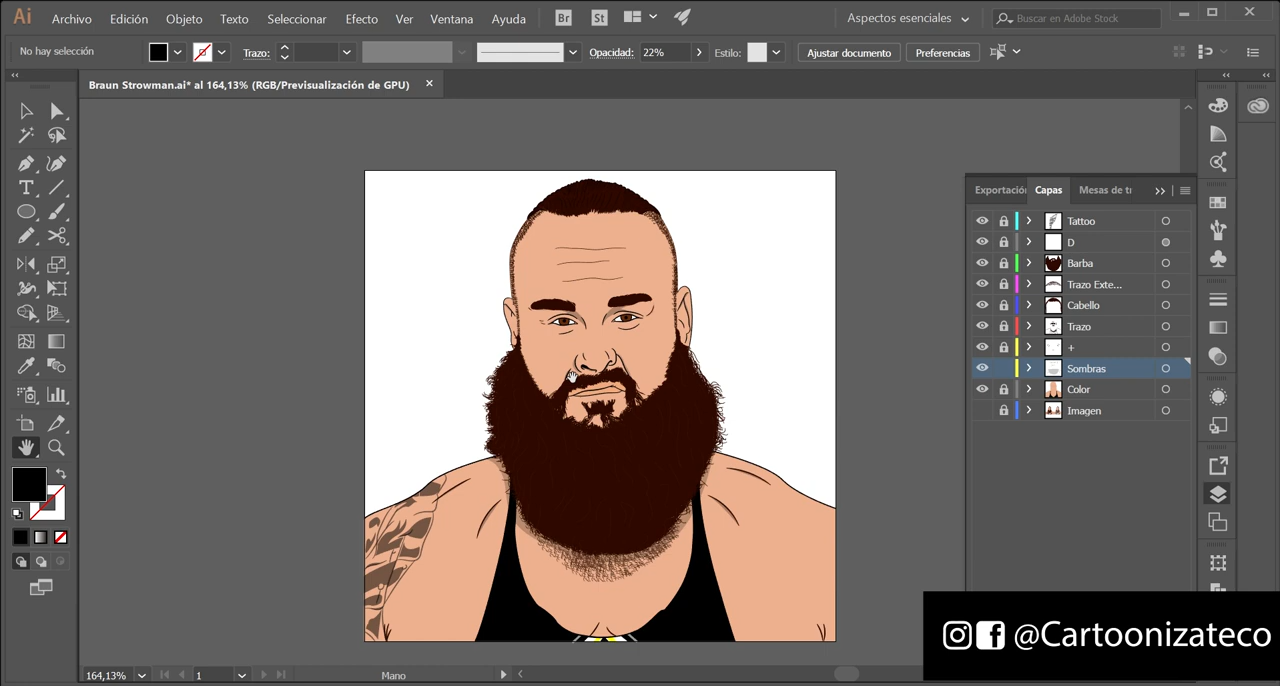 Ai Archivo Edición Objeto Texto Seleccionar Efecto Ver Ventana Ayuda Br St Aspectos esenciales Buscar en Adobe Stock
No hay selección Trazo: Opacidad: 22% Estilo: Ajustar documento Preferencias
Braun Strowman.ai* al 164,13% (RGB/Previsualización de GPU)
Exportación Capas Mesas de tr
Tattoo
D
Barba
Trazo Exte...
Cabello
Trazo
+
Sombras
Color
Imagen
@Cartoonizateco
164,13% 1 Mano